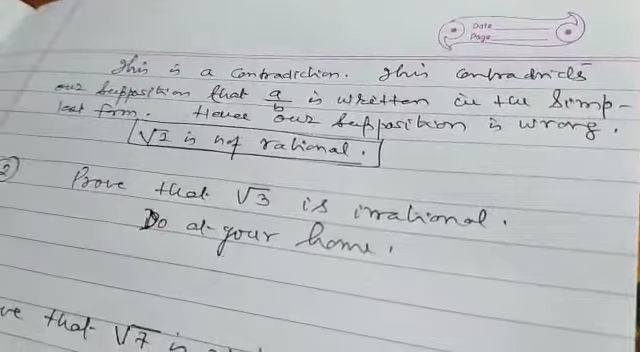 Date
Page
This is a contradiction. This contradricts
our supposition that a/b is written in the Simp-
lest form. Hence our supposition is wrong.
√2 is not rational.
2 Prove that √3 is irrational.
Do at your home.
ve that √7 is